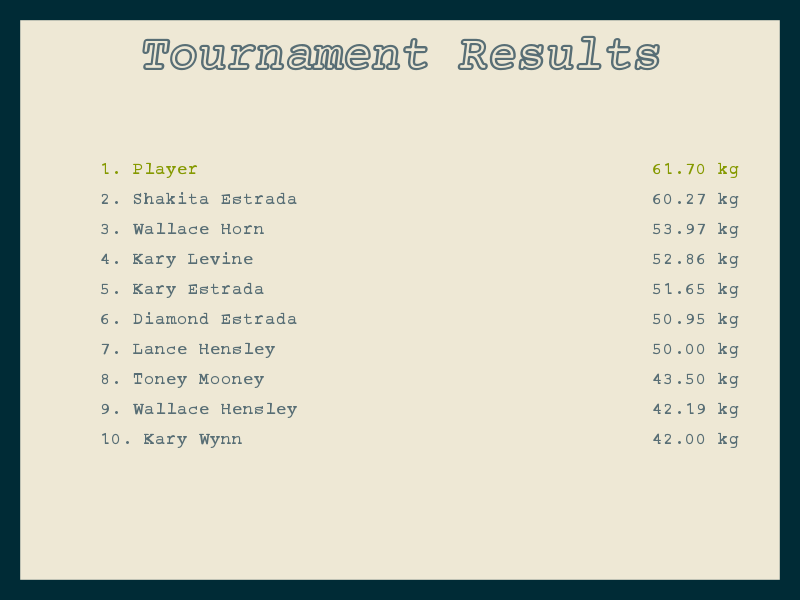 Tournament Results
1. Player 61.70 kg
2. Shakita Estrada 60.27 kg
3. Wallace Horn 53.97 kg
4. Kary Levine 52.86 kg
5. Kary Estrada 51.65 kg
6. Diamond Estrada 50.95 kg
7. Lance Hensley 50.00 kg
8. Toney Mooney 43.50 kg
9. Wallace Hensley 42.19 kg
10. Kary Wynn 42.00 kg